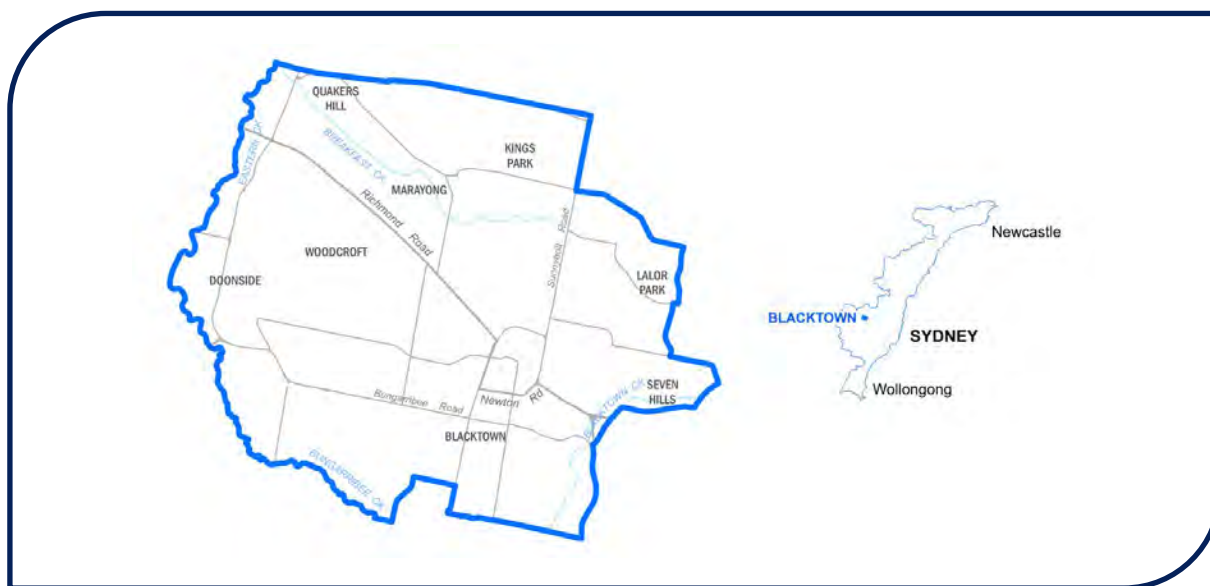 QUAKERS
HILL
EASTERN CK
BREAKFAST CK
KINGS
PARK
MARAYONG
Richmond Road
Sunnyholt Road
WOODCROFT
DOONSIDE
LALOR
PARK
SEVEN
HILLS
BLACKTOWN CK
Bungarribee Road
Newton Rd
BLACKTOWN
BUNGARRIBEE CK
Newcastle
BLACKTOWN
SYDNEY
Wollongong